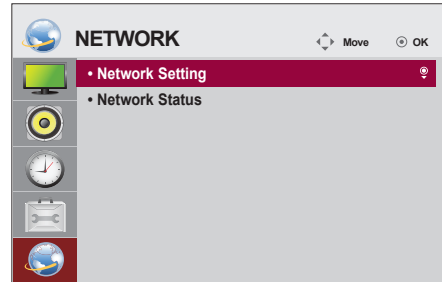 NETWORK
Move
OK
• Network Setting
• Network Status